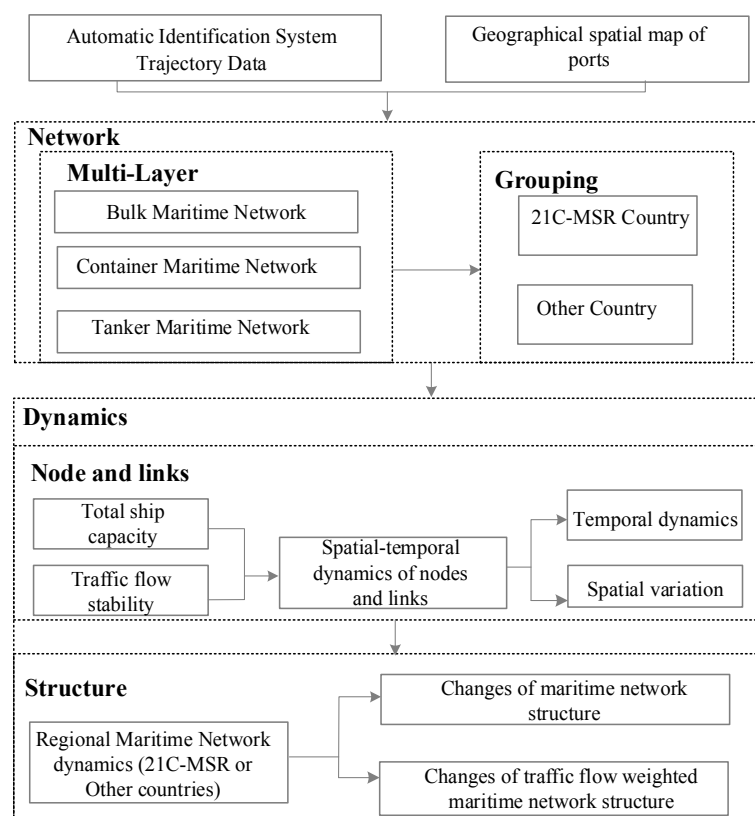 Automatic Identification System
Trajectory Data
Geographical spatial map of
ports
Network
Multi-Layer
Bulk Maritime Network
Container Maritime Network
Tanker Maritime Network
Grouping
21C-MSR Country
Other Country
Dynamics
Node and links
Total ship
capacity
Traffic flow
stability
Spatial-temporal
dynamics of nodes
and links
Temporal dynamics
Spatial variation
Structure
Regional Maritime Network
dynamics (21C-MSR or
Other countries)
Changes of maritime network
structure
Changes of traffic flow weighted
maritime network structure